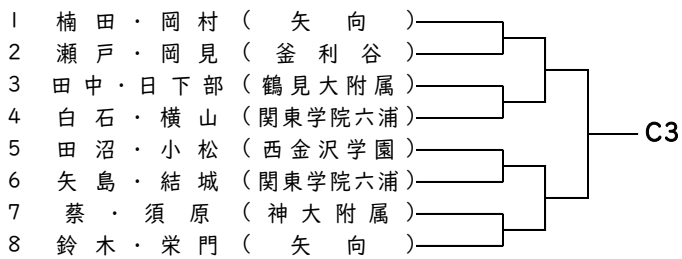 1 楠田・岡村(矢向)
2 瀬戸・岡見(釜利谷)
3 田中・日下部(鶴見大附属)
4 白石・横山(関東学院六浦)
C3
5 田沼・小松(西金沢学園)
6 矢島・結城(関東学院六浦)
7 蔡・須原(神大附属)
8 鈴木・栄門(矢向)